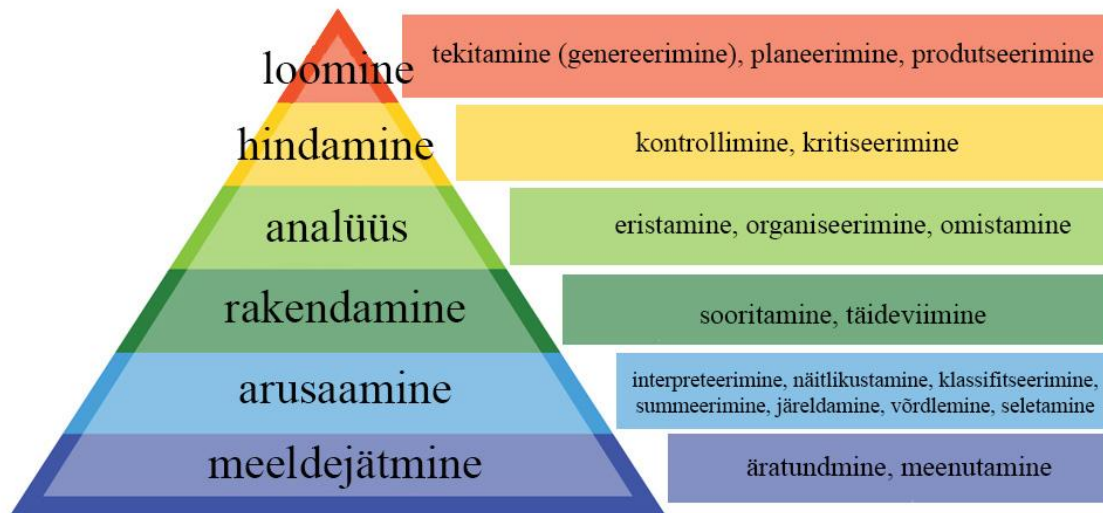 loomine
tekitamine (genereerimine), planeerimine, produtseerimine
hindamine
kontrollimine, kritiseerimine
analüüs
eristamine, organiseerimine, omistamine
rakendamine
sooritamine, täideviimine
arusaamine
interpreteerimine, näitlikustamine, klassifitseerimine,
summeerimine, järeldamine, võrdlemine, seletamine
meeldejätmine
äratundmine, meenutamine